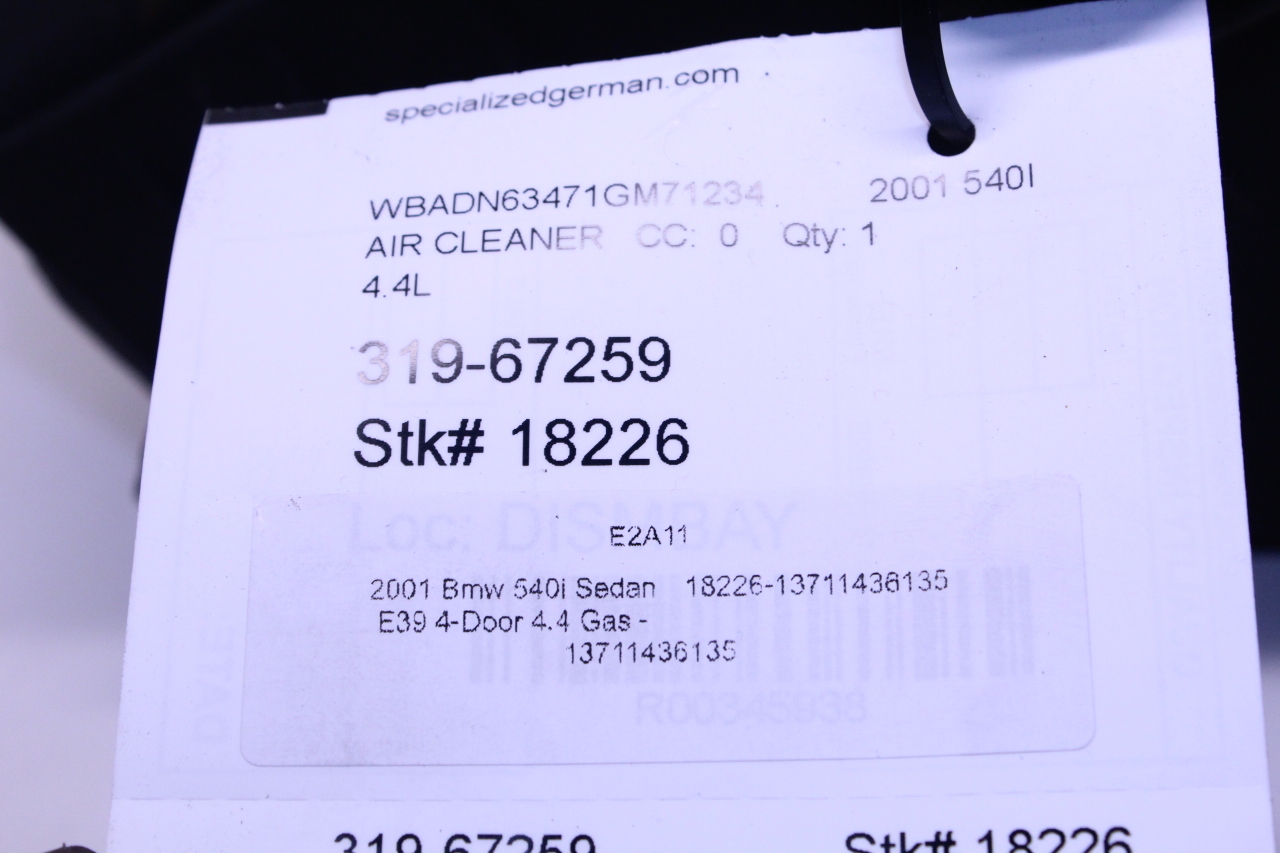 specializedgerman.com
WBADN63471GM71234 2001 540I
AIR CLEANER CC: 0 Qty: 1
4.4L
319-67259
Stk# 18226
Loc: DISMBAY
E2A11
2001 Bmw 540i Sedan 18226-13711436135
E39 4-Door 4.4 Gas -
13711436135
R00345938
319-67259 Stk# 18226